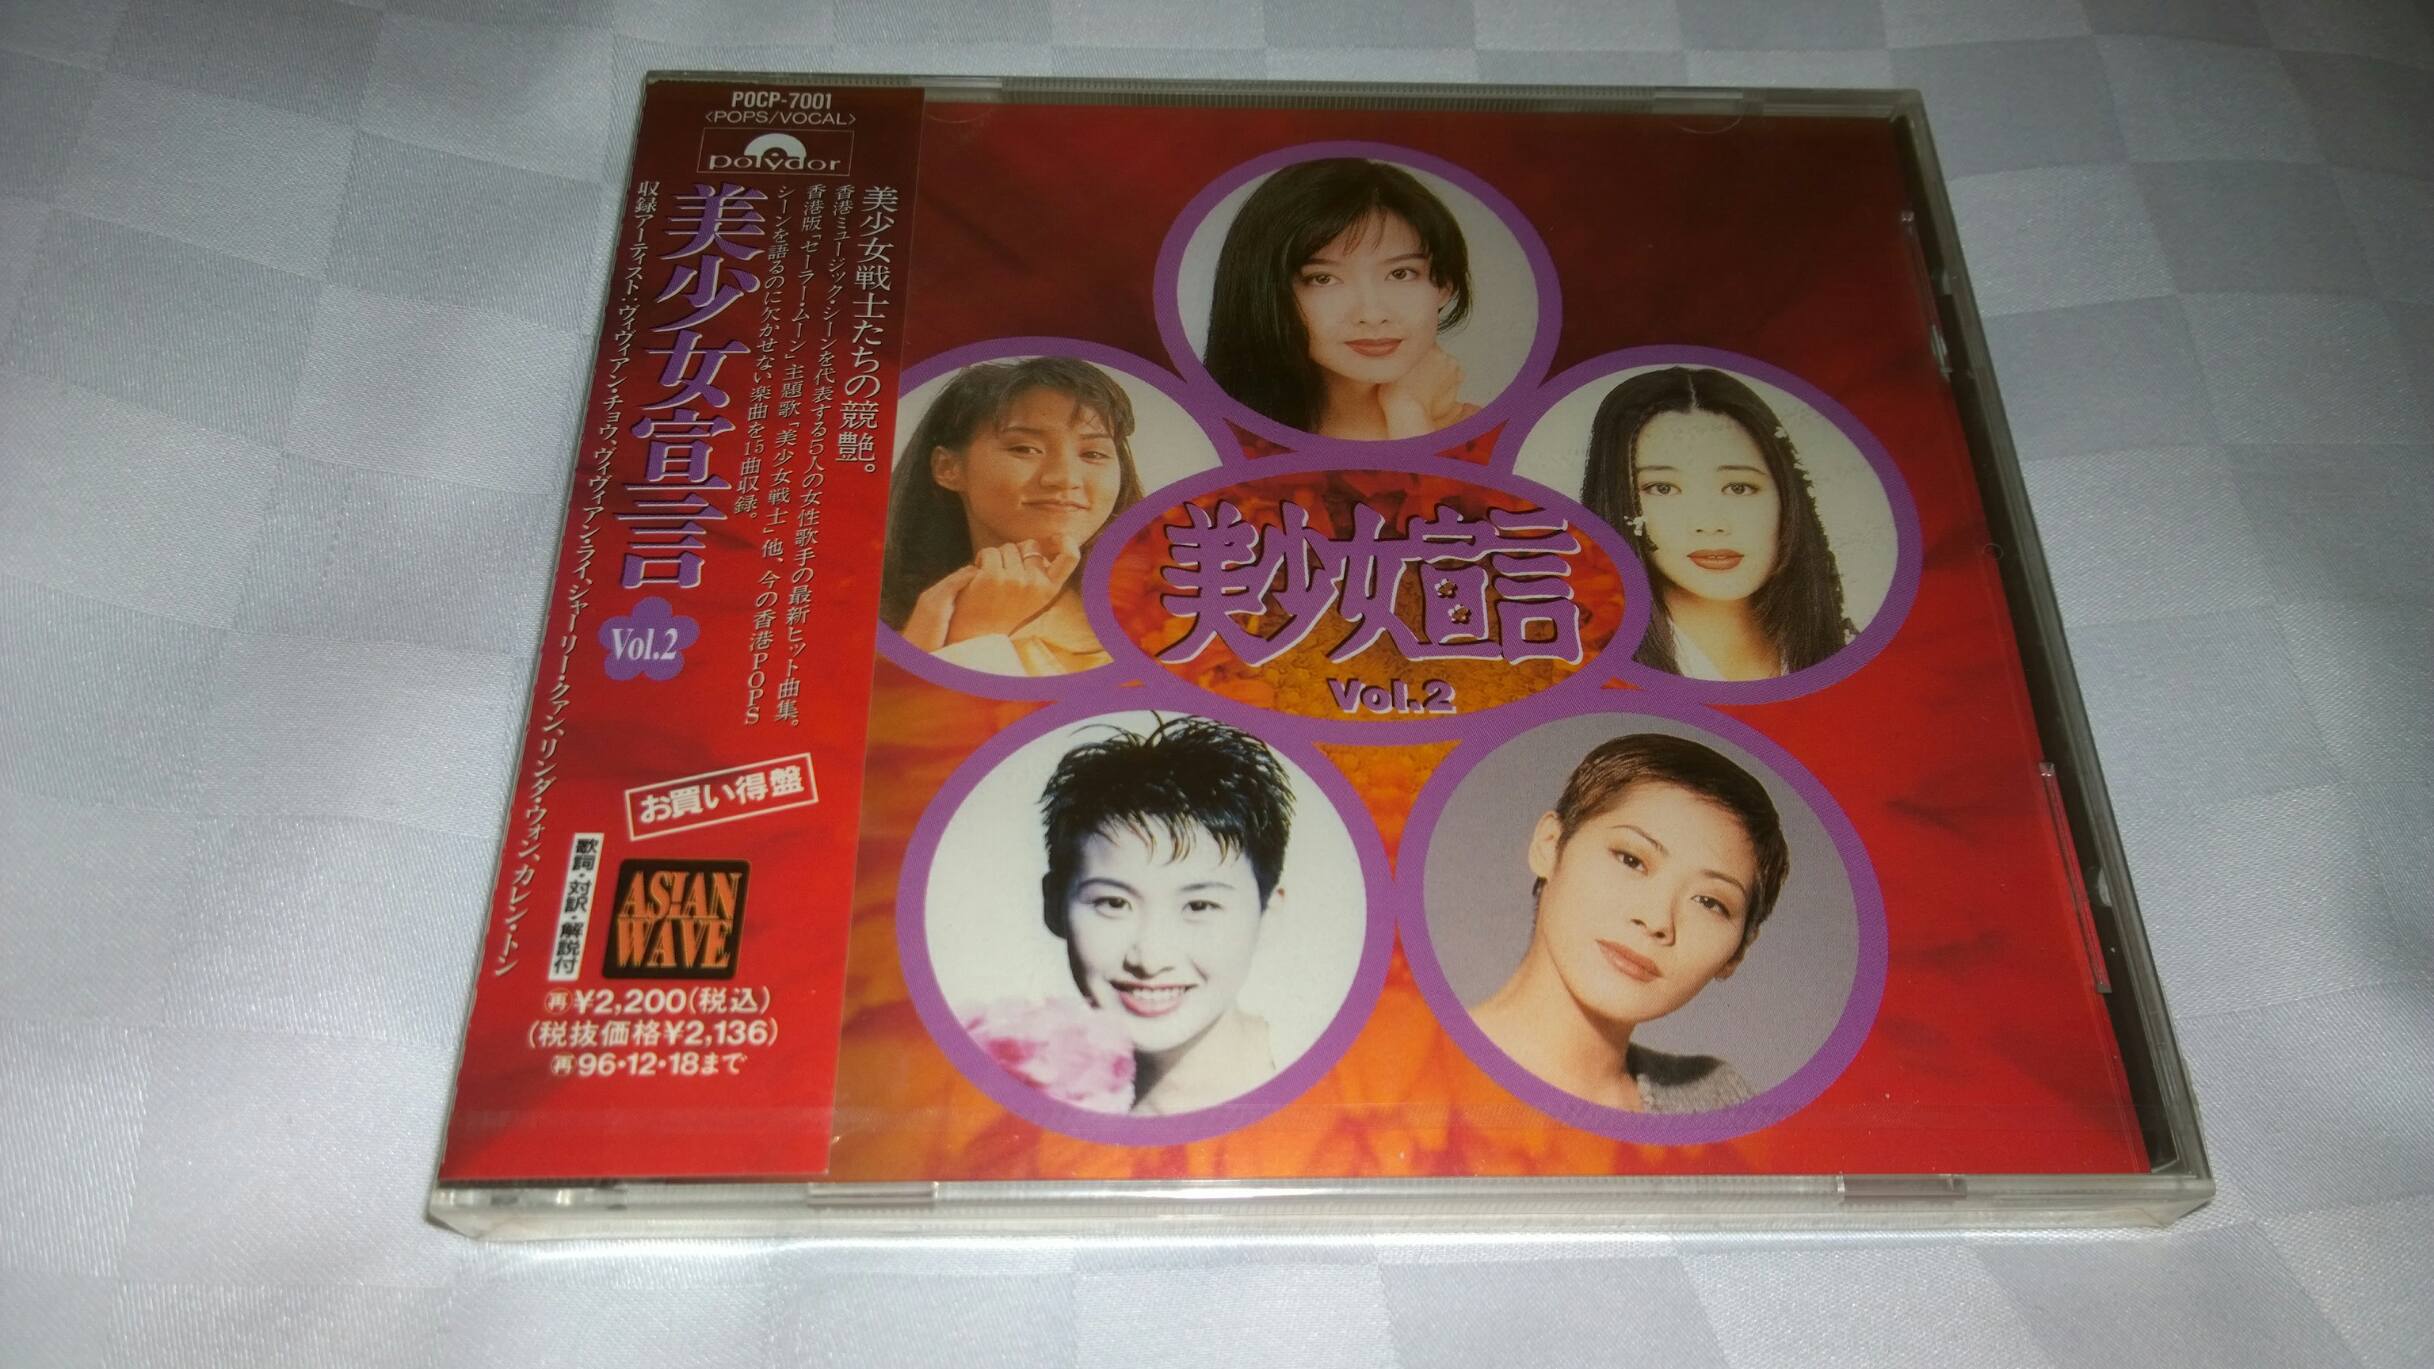 POCP-7001
〈POPS/VOCAL〉
polydor
美少女戦士たちの競艶。
香港ミュージック・シーンを代表する5人の女性歌手の最新ヒット曲集。
香港版「セーラー・ムーン」主題歌「美少女戦士」他、今の香港POPS
シーンを語るのに欠かせない楽曲を15曲収録。
美少女宣言
Vol.2
収録アーティスト:ヴィヴィアン・チョウ、ヴィヴィアン・ライ、シャーリー・クァン、リンダ・ウォン、カレン・トン
お買い得盤
歌詞・対訳・解説付
ASIAN
WAVE
再¥2,200(税込)
(税抜価格¥2,136)
再96・12・18まで
美少女宣言
Vol.2